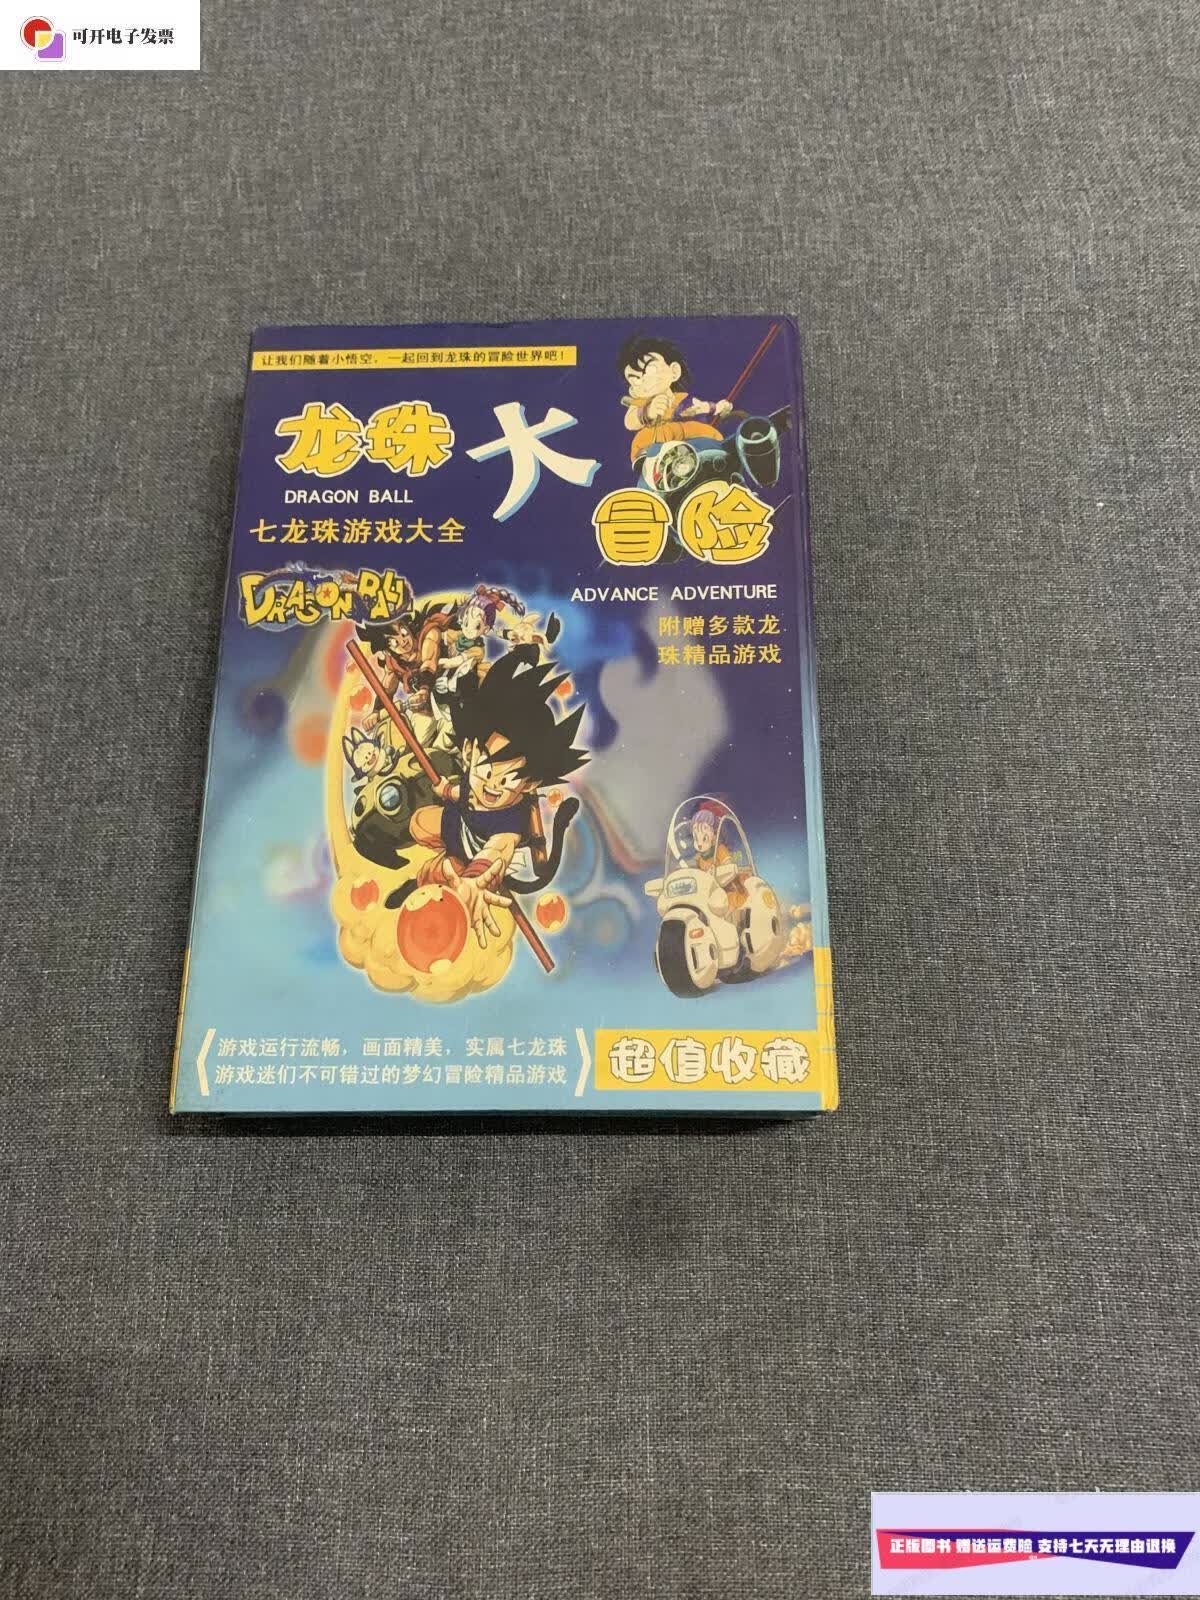 可开电子发票
让我们随着小悟空，一起回到龙珠的冒险世界吧！
龙珠大
DRAGON BALL
冒险
七龙珠游戏大全
DRAGON BALL
ADVANCE ADVENTURE
附赠多款龙
珠精品游戏
游戏运行流畅，画面精美，实属七龙珠
游戏迷们不可错过的梦幻冒险精品游戏
超值收藏
正版图书 赠送运费险 支持七天无理由退换